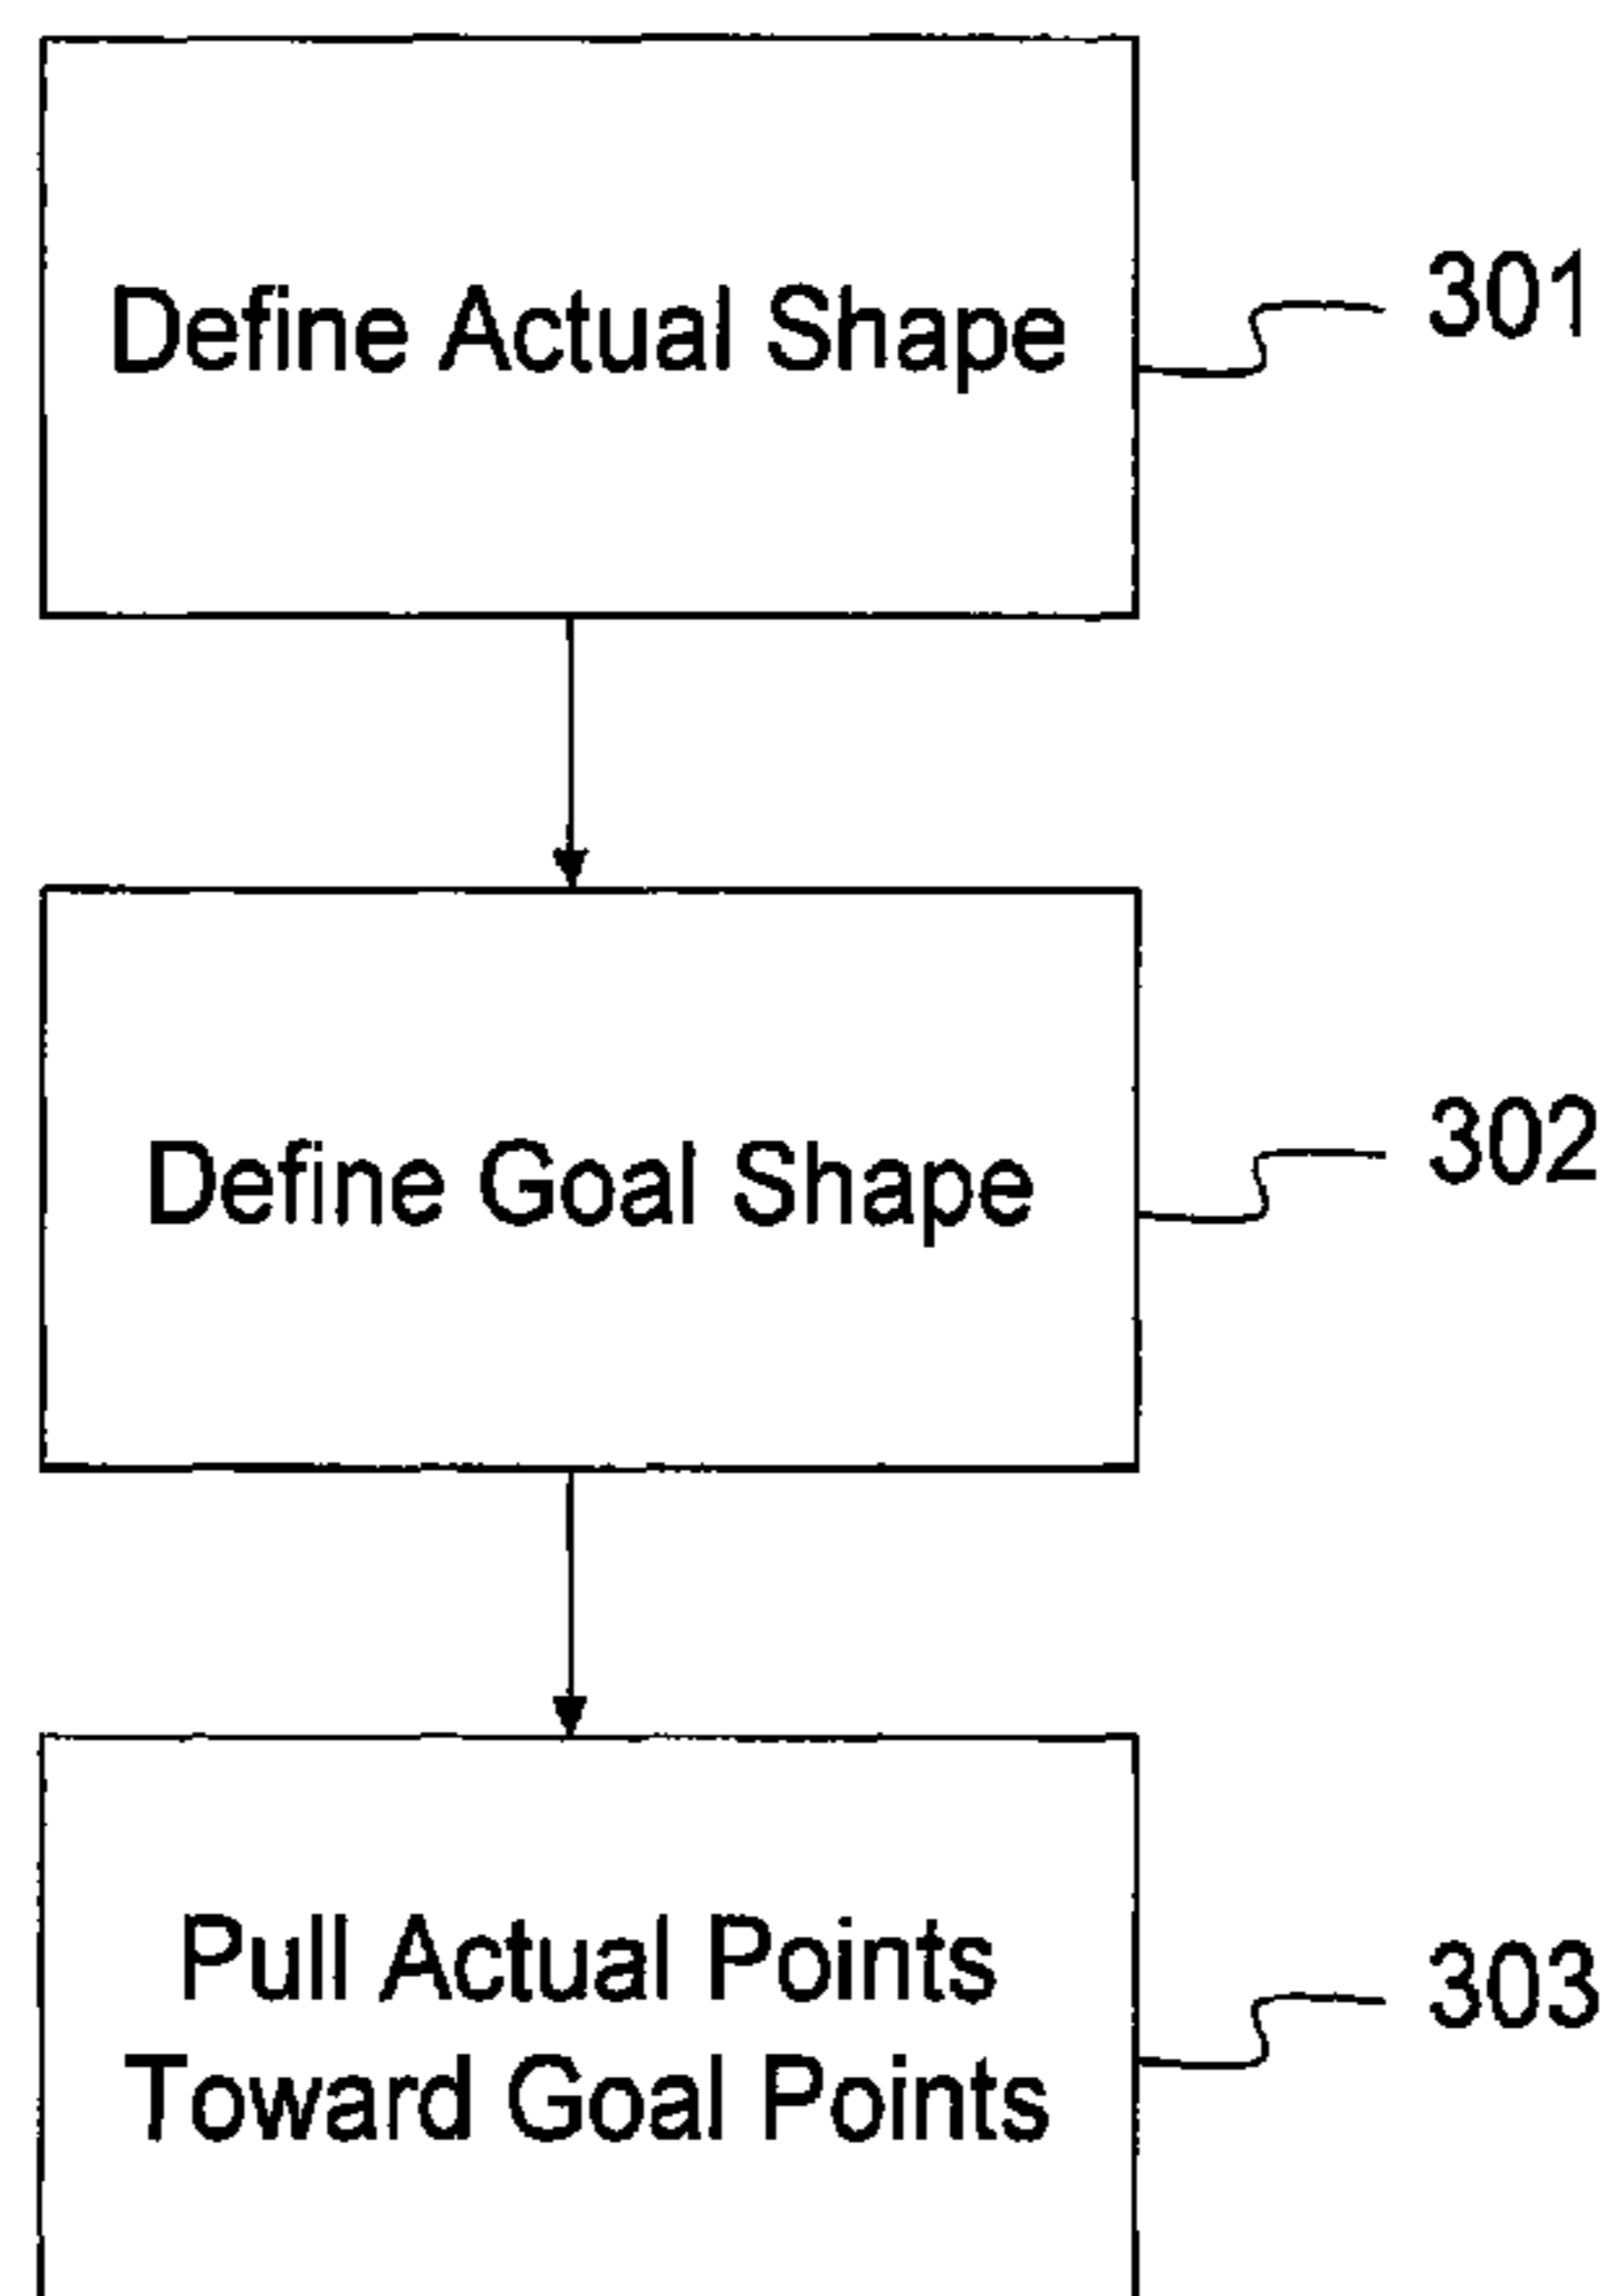 Define Actual Shape
301
Define Goal Shape
302
Pull Actual Points
Toward Goal Points
303